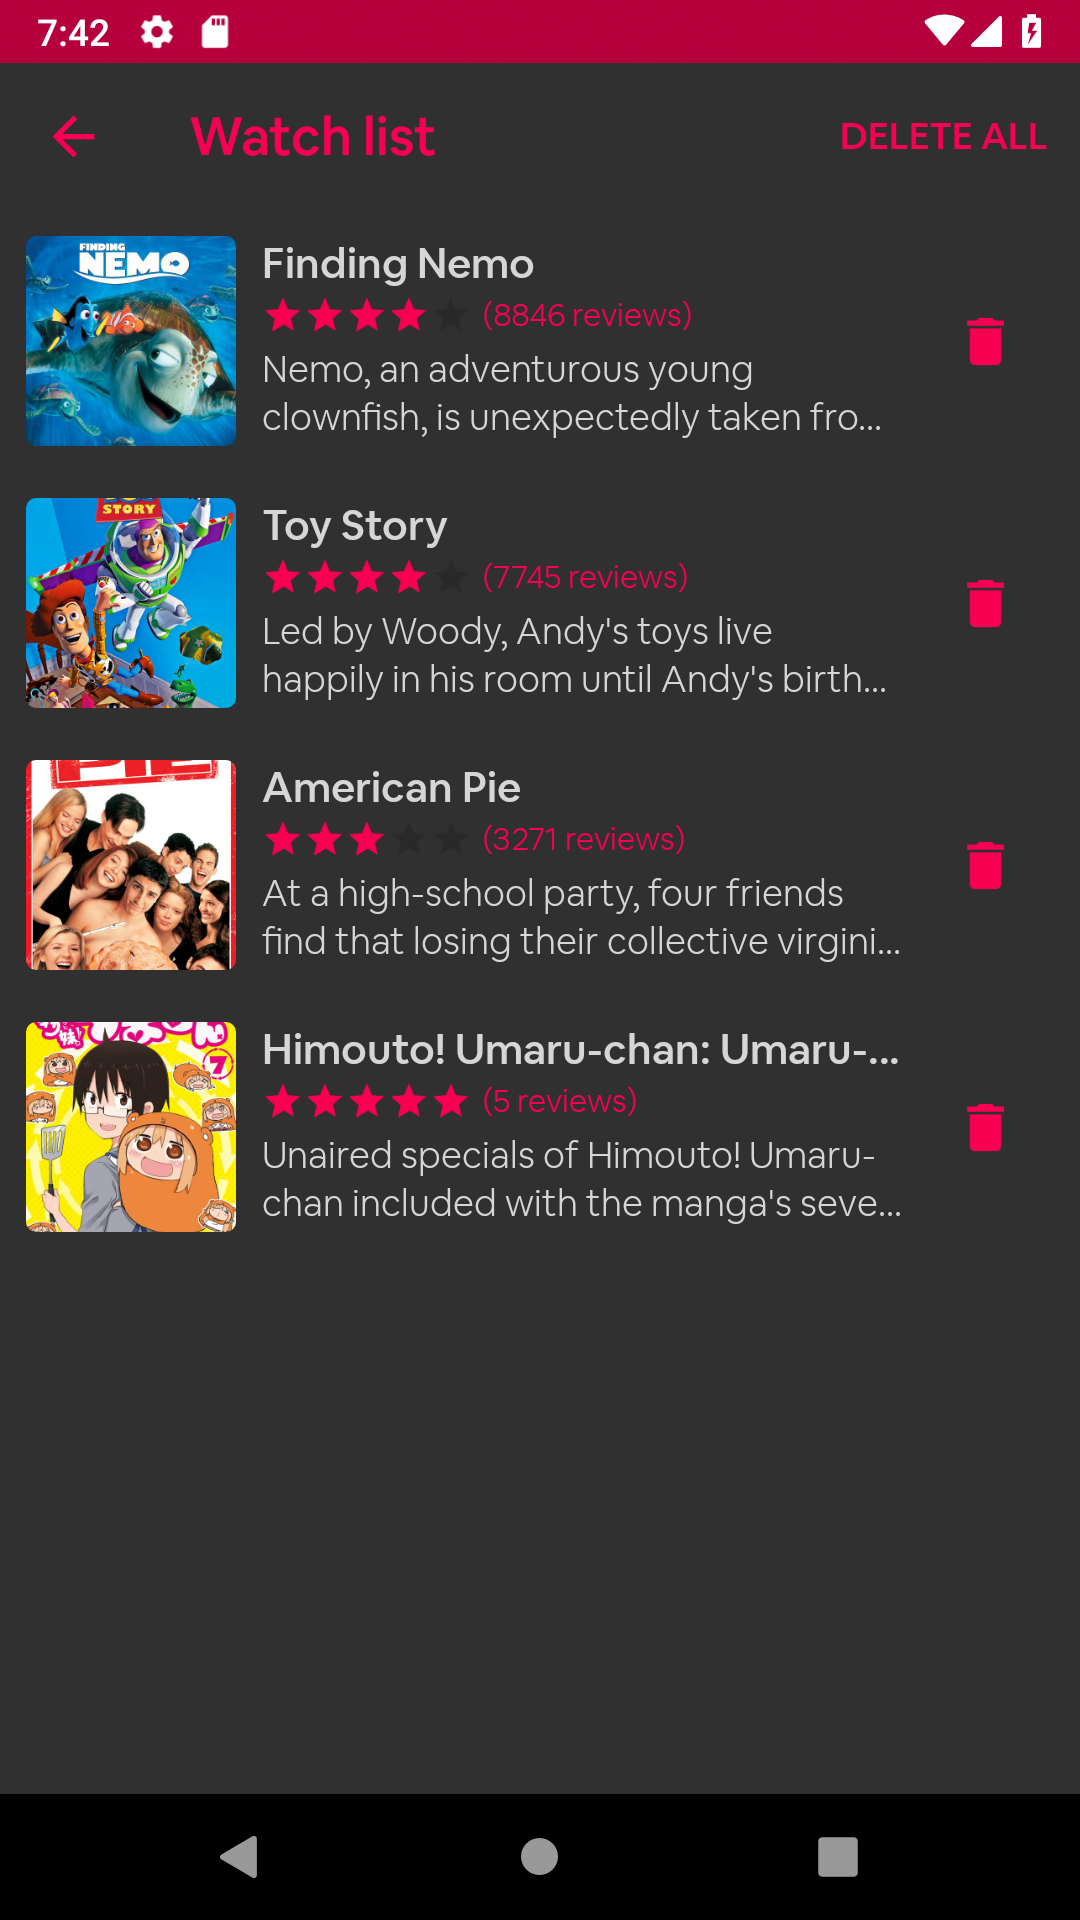 7:42
Watch list
DELETE ALL
FINDING
NEMO
Finding Nemo
(8846 reviews)
Nemo, an adventurous young
clownfish, is unexpectedly taken fro...
STORY
Toy Story
(7745 reviews)
Led by Woody, Andy's toys live
happily in his room until Andy's birth...
PIE
American Pie
(3271 reviews)
At a high-school party, four friends
find that losing their collective virgini...
7
Himouto! Umaru-chan: Umaru-...
(5 reviews)
Unaired specials of Himouto! Umaru-
chan included with the manga's seve...